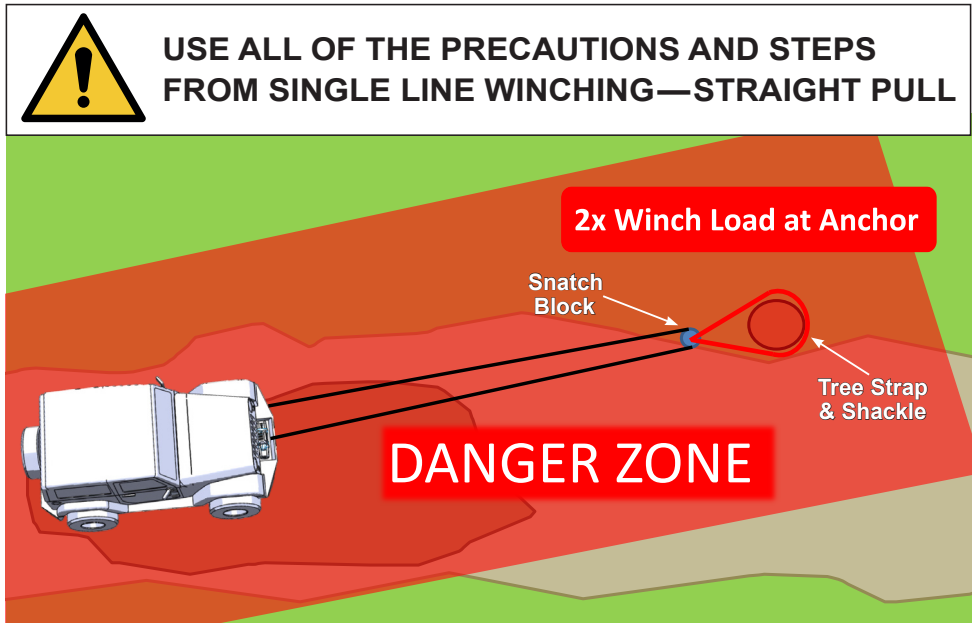 USE ALL OF THE PRECAUTIONS AND STEPS
FROM SINGLE LINE WINCHING—STRAIGHT PULL
2x Winch Load at Anchor
Snatch
Block
Tree Strap
& Shackle
DANGER ZONE